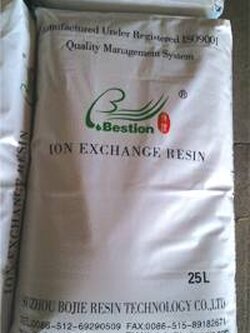 Manufactured Under Registered ISO9001
Quality Management System
®
Bestion
ION EXCHANGE RESIN
25L
SUZHOU BOJIE RESIN TECHNOLOGY CO.,LTD
TEL:0086-512-69290509 FAX:0086-515-89182671